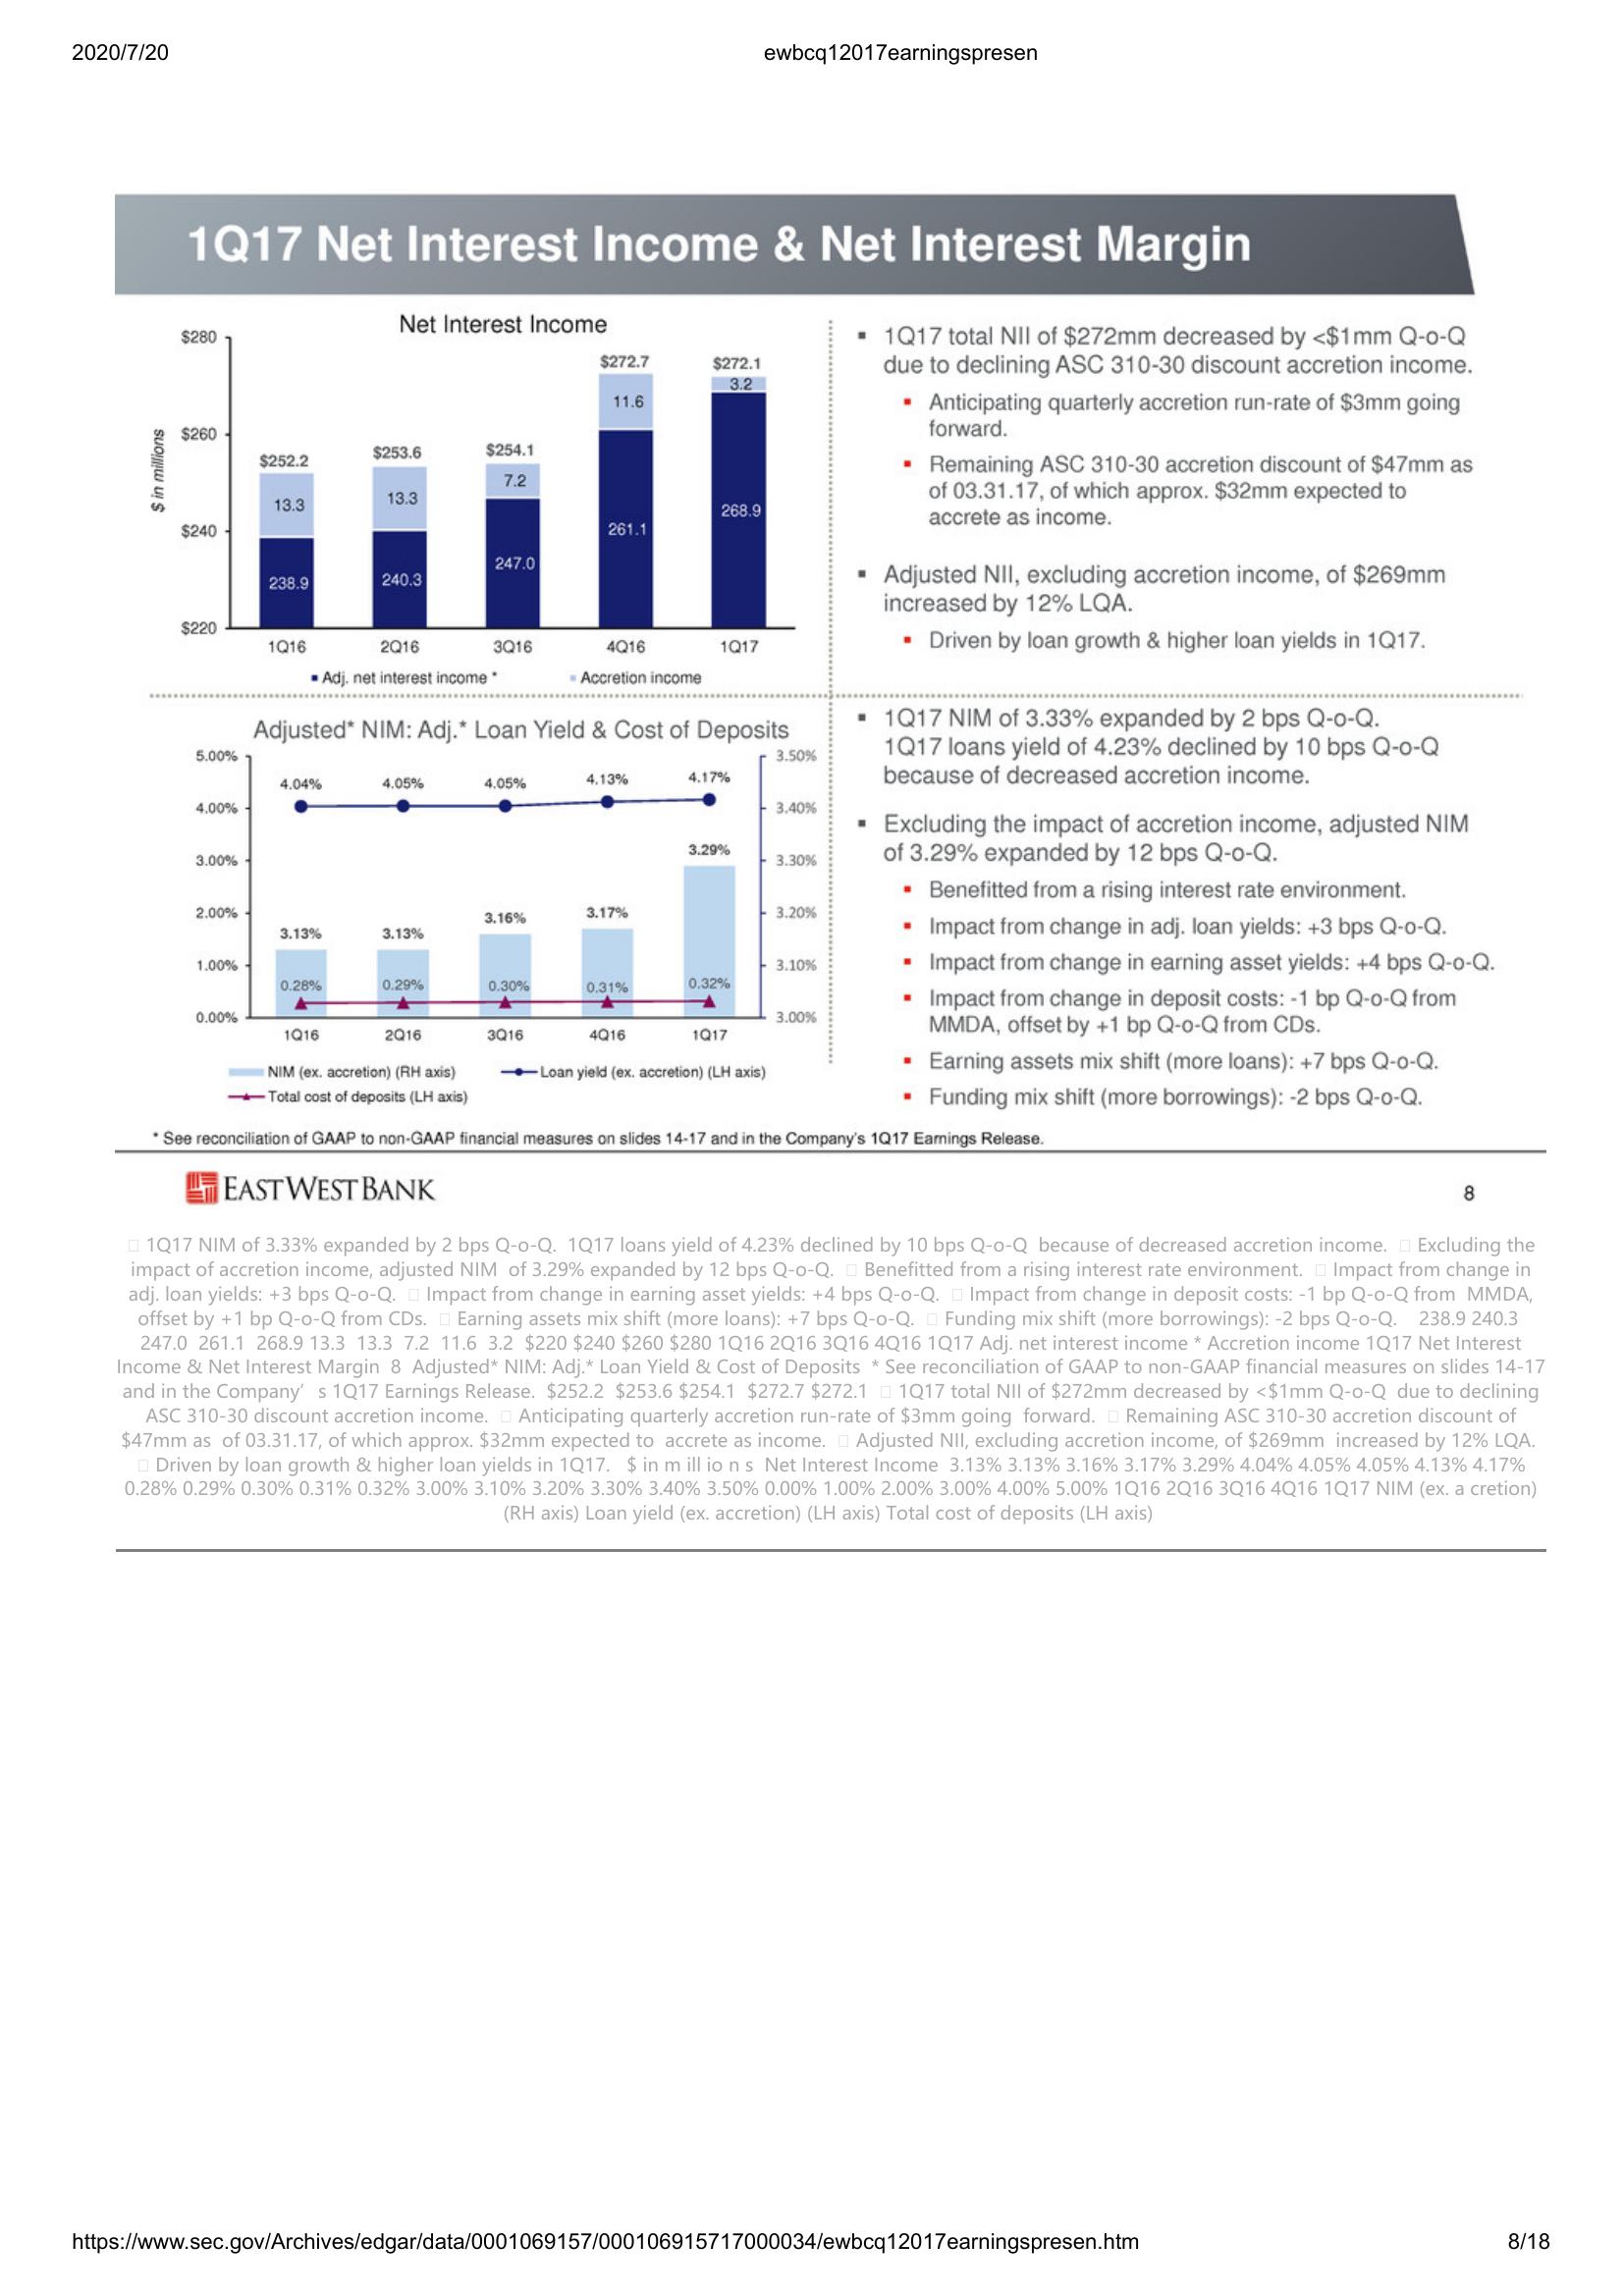 2020/7/20
ewbcq12017earningspresen
1Q17 Net Interest Income & Net Interest Margin
Net Interest Income
$280
$260
$240
$220
$ in millions
$252.2
$253.6
$254.1
$272.7
$272.1
13.3
13.3
7.2
11.6
3.2
238.9
240.3
247.0
261.1
268.9
1Q16
2Q16
3Q16
4Q16
1Q17
▪ Adj. net interest income *
▪ Accretion income
▪ 1Q17 total NII of $272mm decreased by <$1mm Q-o-Q
due to declining ASC 310-30 discount accretion income.
▪ Anticipating quarterly accretion run-rate of $3mm going
forward.
▪ Remaining ASC 310-30 accretion discount of $47mm as
of 03.31.17, of which approx. $32mm expected to
accrete as income.
▪ Adjusted NII, excluding accretion income, of $269mm
increased by 12% LQA.
▪ Driven by loan growth & higher loan yields in 1Q17.
Adjusted* NIM: Adj.* Loan Yield & Cost of Deposits
5.00%
4.00%
3.00%
2.00%
1.00%
0.00%
3.50%
3.40%
3.30%
3.20%
3.10%
3.00%
4.04%
4.05%
4.05%
4.13%
4.17%
3.13%
3.13%
3.16%
3.17%
3.29%
0.28%
0.29%
0.30%
0.31%
0.32%
1Q16
2Q16
3Q16
4Q16
1Q17
NIM (ex. accretion) (RH axis)
Loan yield (ex. accretion) (LH axis)
Total cost of deposits (LH axis)
▪ 1Q17 NIM of 3.33% expanded by 2 bps Q-o-Q.
1Q17 loans yield of 4.23% declined by 10 bps Q-o-Q
because of decreased accretion income.
▪ Excluding the impact of accretion income, adjusted NIM
of 3.29% expanded by 12 bps Q-o-Q.
▪ Benefitted from a rising interest rate environment.
▪ Impact from change in adj. loan yields: +3 bps Q-o-Q.
▪ Impact from change in earning asset yields: +4 bps Q-o-Q.
▪ Impact from change in deposit costs: -1 bp Q-o-Q from
MMDA, offset by +1 bp Q-o-Q from CDs.
▪ Earning assets mix shift (more loans): +7 bps Q-o-Q.
▪ Funding mix shift (more borrowings): -2 bps Q-o-Q.
* See reconciliation of GAAP to non-GAAP financial measures on slides 14-17 and in the Company's 1Q17 Earnings Release.
EAST WEST BANK
8
 1Q17 NIM of 3.33% expanded by 2 bps Q-o-Q. 1Q17 loans yield of 4.23% declined by 10 bps Q-o-Q because of decreased accretion income.  Excluding the
impact of accretion income, adjusted NIM of 3.29% expanded by 12 bps Q-o-Q.  Benefitted from a rising interest rate environment.  Impact from change in
adj. loan yields: +3 bps Q-o-Q.  Impact from change in earning asset yields: +4 bps Q-o-Q.  Impact from change in deposit costs: -1 bp Q-o-Q from MMDA,
offset by +1 bp Q-o-Q from CDs.  Earning assets mix shift (more loans): +7 bps Q-o-Q.  Funding mix shift (more borrowings): -2 bps Q-o-Q. 238.9 240.3
247.0 261.1 268.9 13.3 13.3 7.2 11.6 3.2 $220 $240 $260 $280 1Q16 2Q16 3Q16 4Q16 1Q17 Adj. net interest income * Accretion income 1Q17 Net Interest
Income & Net Interest Margin 8 Adjusted* NIM: Adj.* Loan Yield & Cost of Deposits * See reconciliation of GAAP to non-GAAP financial measures on slides 14-17
and in the Company' s 1Q17 Earnings Release. $252.2 $253.6 $254.1 $272.7 $272.1  1Q17 total NII of $272mm decreased by <$1mm Q-o-Q due to declining
ASC 310-30 discount accretion income.  Anticipating quarterly accretion run-rate of $3mm going forward.  Remaining ASC 310-30 accretion discount of
$47mm as of 03.31.17, of which approx. $32mm expected to accrete as income.  Adjusted NII, excluding accretion income, of $269mm increased by 12% LQA.
 Driven by loan growth & higher loan yields in 1Q17. $ in m ill io n s Net Interest Income 3.13% 3.13% 3.16% 3.17% 3.29% 4.04% 4.05% 4.05% 4.13% 4.17%
0.28% 0.29% 0.30% 0.31% 0.32% 3.00% 3.10% 3.20% 3.30% 3.40% 3.50% 0.00% 1.00% 2.00% 3.00% 4.00% 5.00% 1Q16 2Q16 3Q16 4Q16 1Q17 NIM (ex. a cretion)
(RH axis) Loan yield (ex. accretion) (LH axis) Total cost of deposits (LH axis)
https://www.sec.gov/Archives/edgar/data/0001069157/000106915717000034/ewbcq12017earningspresen.htm
8/18